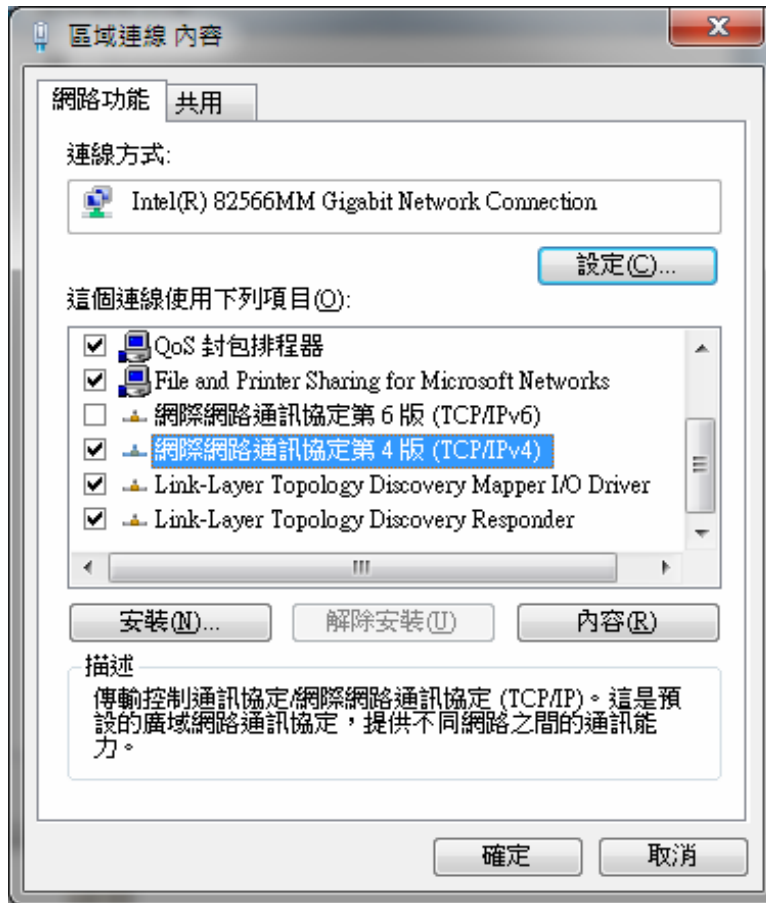 區域連線 內容
網路功能
共用
連線方式:
Intel(R) 82566MM Gigabit Network Connection
設定(C)...
這個連線使用下列項目(O):
QoS 封包排程器
File and Printer Sharing for Microsoft Networks
網際網路通訊協定第 6 版 (TCP/IPv6)
網際網路通訊協定第 4 版 (TCP/IPv4)
Link-Layer Topology Discovery Mapper I/O Driver
Link-Layer Topology Discovery Responder
安裝(N)...
解除安裝(U)
內容(R)
描述
傳輸控制通訊協定/網際網路通訊協定 (TCP/IP)。這是預
設的廣域網路通訊協定，提供不同網路之間的通訊能
力。
確定
取消